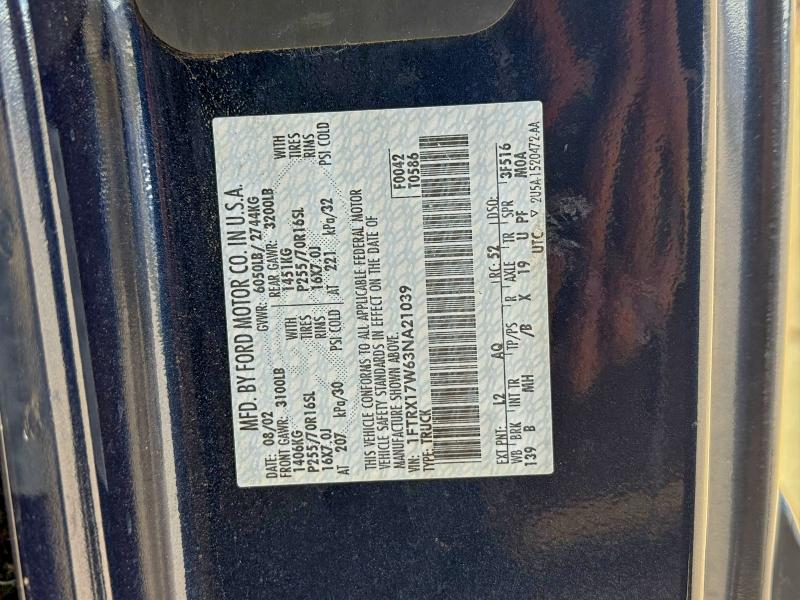 MFD. BY FORD MOTOR CO. IN U.S.A.
DATE: 08/02 GVWR: 6050LB/ 2744KG
FRONT GAWR: 3100LB REAR GAWR: 3200LB
1406KG WITH 1451KG WITH
P255/70R16SL TIRES P255/70R16SL TIRES
16X7.0J RIMS 16X7.0J RIMS
AT 207 kPa/30 PSI COLD AT 221 kPa/32 PSI COLD
THIS VEHICLE CONFORMS TO ALL APPLICABLE FEDERAL MOTOR
VEHICLE SAFETY STANDARDS IN EFFECT ON THE DATE OF
MANUFACTURE SHOWN ABOVE.
VIN: 1FTRX17W63NA21039
TYPE: TRUCK
F0042
T0586
EXT PNT: L2 AQ RC: 52 DSO: 3F516
WB BRK INT TR TP/PS R AXLE TR SPR M0A
139 B MH /B X 19 U PF
UTC ▽ 2U5A-1520472-AA